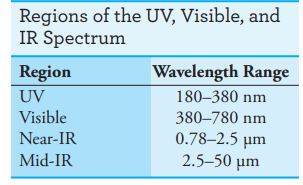 Regions of the UV, Visible, and
IR Spectrum
Region Wavelength Range
UV 180–380 nm
Visible 380–780 nm
Near-IR 0.78–2.5 μm
Mid-IR 2.5–50 μm